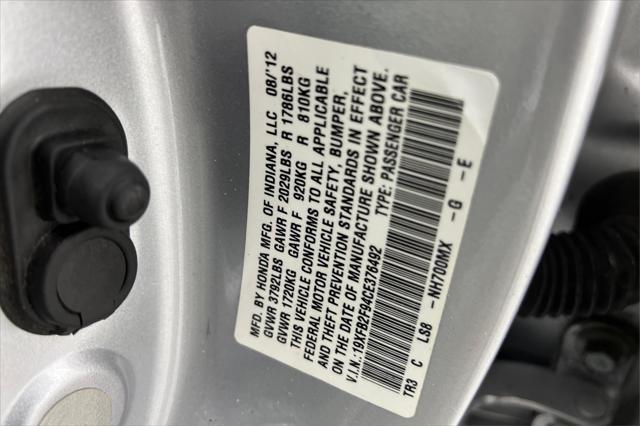 MFD. BY HONDA MFG. OF INDIANA, LLC 08/'12
GVWR 3792LBS GAWR F 2029LBS R 1786LBS
GVWR 1720KG GAWR F 920KG R 810KG
THIS VEHICLE CONFORMS TO ALL APPLICABLE
FEDERAL MOTOR VEHICLE SAFETY, BUMPER,
AND THEFT PREVENTION STANDARDS IN EFFECT
ON THE DATE OF MANUFACTURE SHOWN ABOVE.
V.I.N.:19XFB2F94CE376492 TYPE: PASSENGER CAR
TR3 C LS8 -NH700MX -G -E